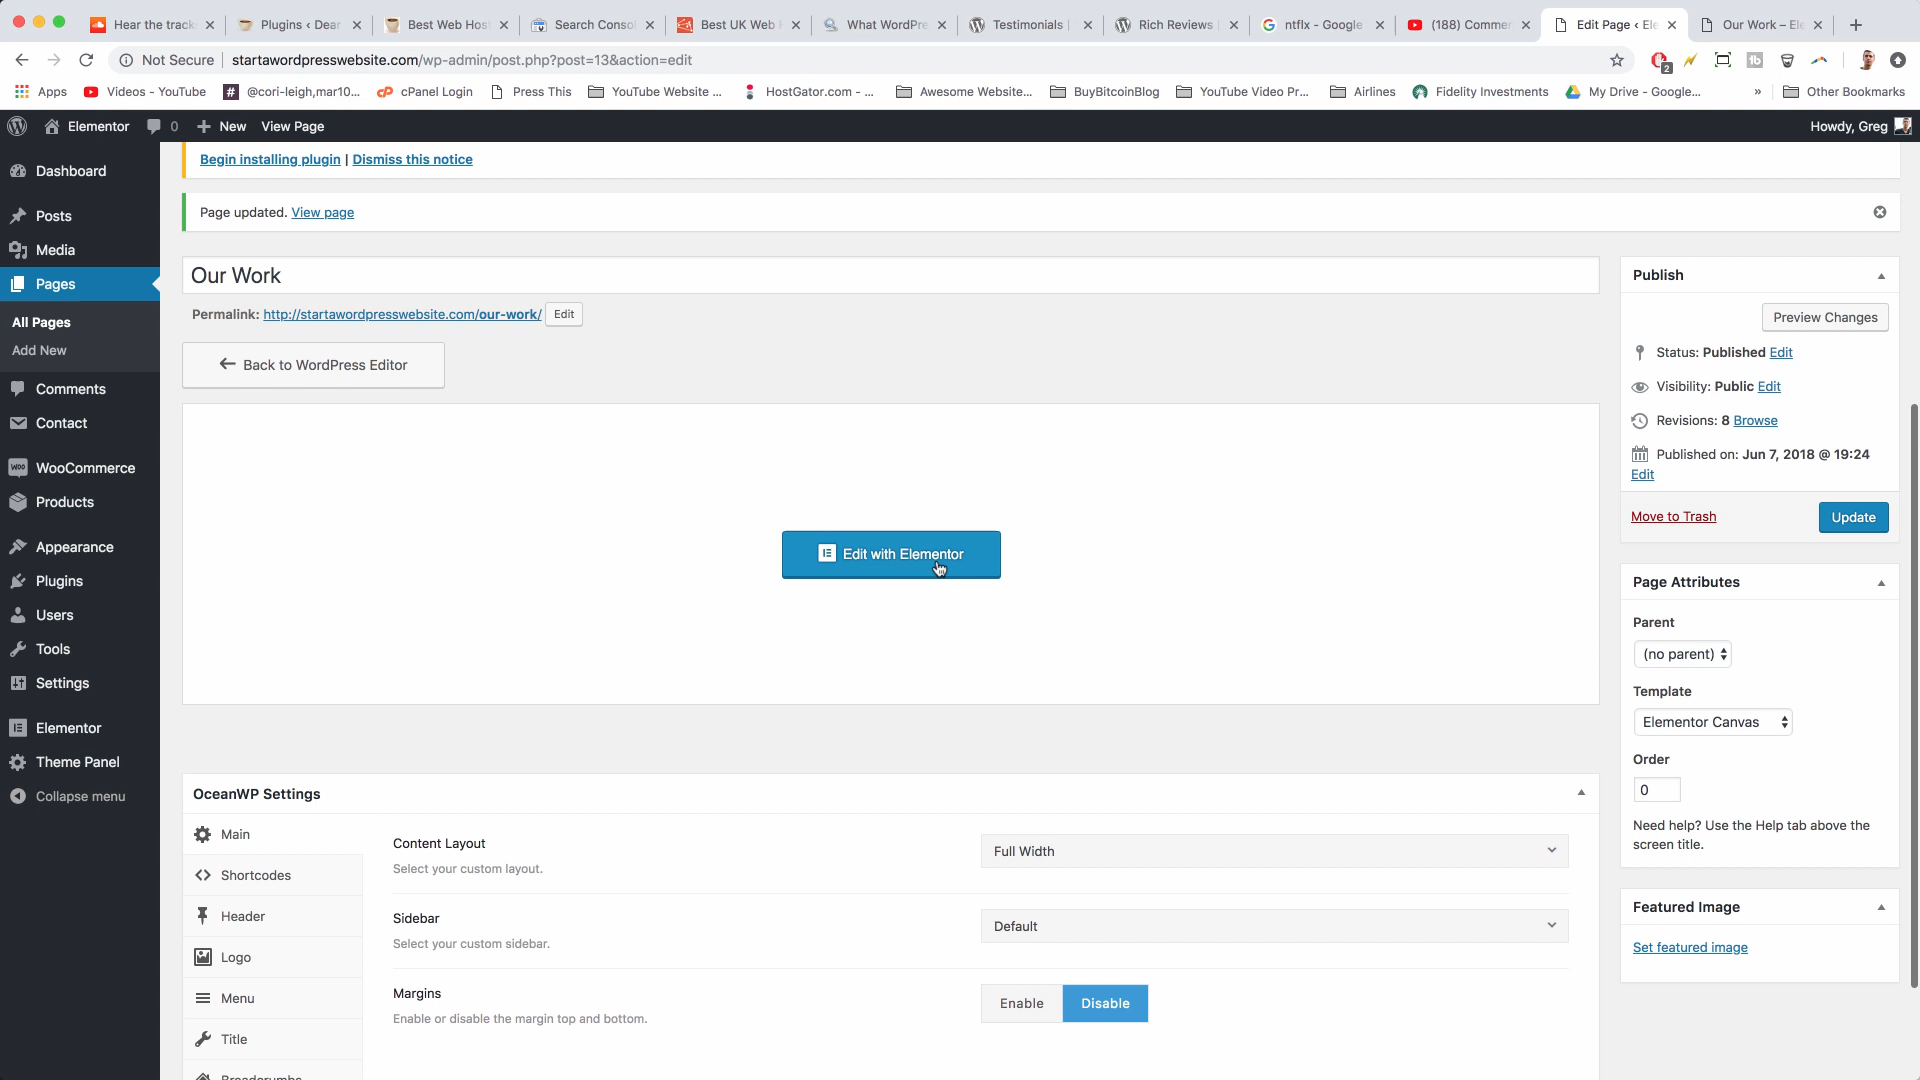 Hear the track
Plugins ‹ Dear
Best Web Hos
Search Consol
Best UK Web H
What WordPre
Testimonials |
Rich Reviews
ntflx - Google
(188) Commer
Edit Page ‹ Ele
Our Work – Ele
Not Secure | startawordpresswebsite.com/wp-admin/post.php?post=13&action=edit
2
Apps
Videos - YouTube
@cori-leigh,mar10...
cPanel Login
Press This
YouTube Website ...
HostGator.com - ...
Awesome Website...
BuyBitcoinBlog
YouTube Video Pr...
Airlines
Fidelity Investments
My Drive - Google...
»
Other Bookmarks
Elementor
0
New
View Page
Howdy, Greg
Dashboard
Posts
Media
Pages
All Pages
Add New
Comments
Contact
WooCommerce
Products
Appearance
Plugins
Users
Tools
Settings
Elementor
Theme Panel
Collapse menu
Begin installing plugin | Dismiss this notice
Page updated. View page
Our Work
Permalink: http://startawordpresswebsite.com/our-work/ Edit
Back to WordPress Editor
Edit with Elementor
OceanWP Settings
Main
Shortcodes
Header
Logo
Menu
Title
Breadcrumbs
Content Layout
Select your custom layout.
Full Width
Sidebar
Select your custom sidebar.
Default
Margins
Enable or disable the margin top and bottom.
Enable
Disable
Publish
Preview Changes
Status: Published Edit
Visibility: Public Edit
Revisions: 8 Browse
Published on: Jun 7, 2018 @ 19:24
Edit
Move to Trash
Update
Page Attributes
Parent
(no parent)
Template
Elementor Canvas
Order
0
Need help? Use the Help tab above the
screen title.
Featured Image
Set featured image